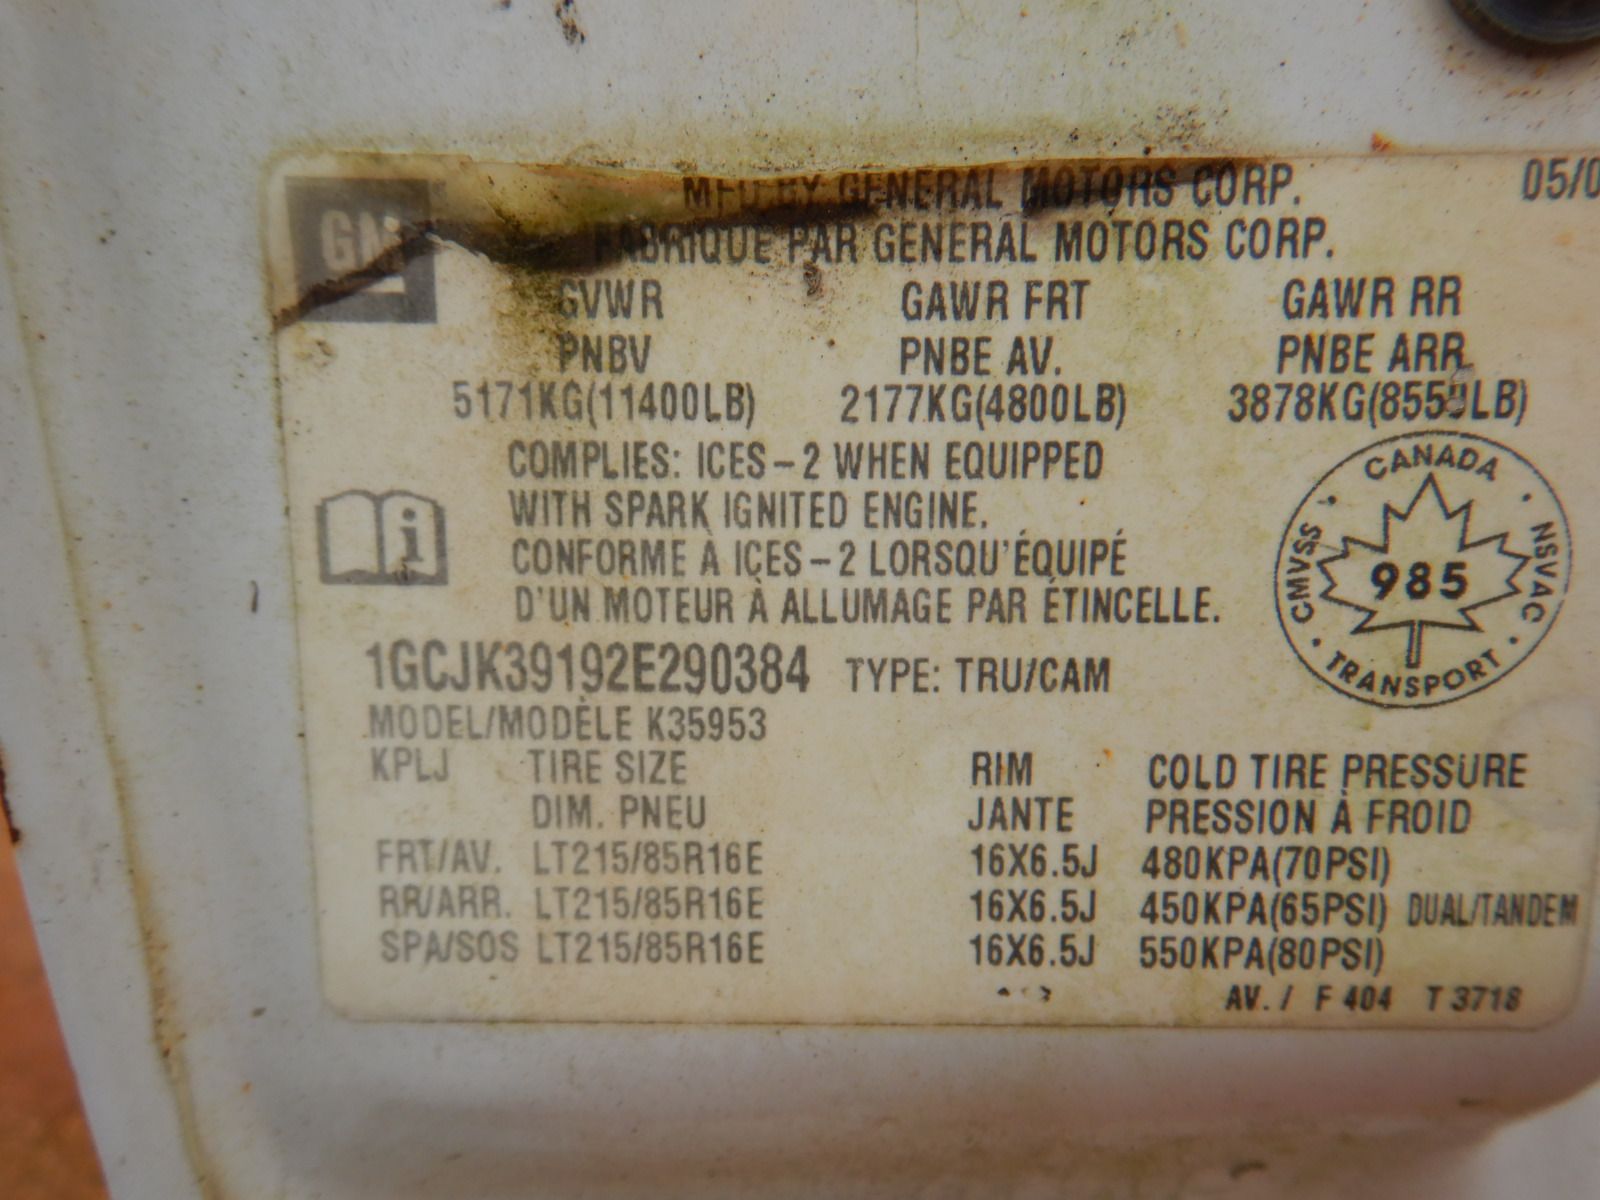 GM
MFD BY GENERAL MOTORS CORP. 05/0
FABRIQUE PAR GENERAL MOTORS CORP.
GVWR GAWR FRT GAWR RR
PNBV PNBE AV. PNBE ARR
5171KG(11400LB) 2177KG(4800LB) 3878KG(8550LB)
COMPLIES: ICES-2 WHEN EQUIPPED
WITH SPARK IGNITED ENGINE.
CONFORME À ICES-2 LORSQU'ÉQUIPÉ
D'UN MOTEUR À ALLUMAGE PAR ÉTINCELLE.
CANADA
CMVSS 985 NSVAC
TRANSPORT
1GCJK39192E290384 TYPE: TRU/CAM
MODEL/MODÈLE K35953
KPLJ TIRE SIZE RIM COLD TIRE PRESSURE
DIM. PNEU JANTE PRESSION À FROID
FRT/AV. LT215/85R16E 16X6.5J 480KPA(70PSI)
RR/ARR. LT215/85R16E 16X6.5J 450KPA(65PSI) DUAL/TANDEM
SPA/SOS LT215/85R16E 16X6.5J 550KPA(80PSI)
AV. / F 404 T 3718